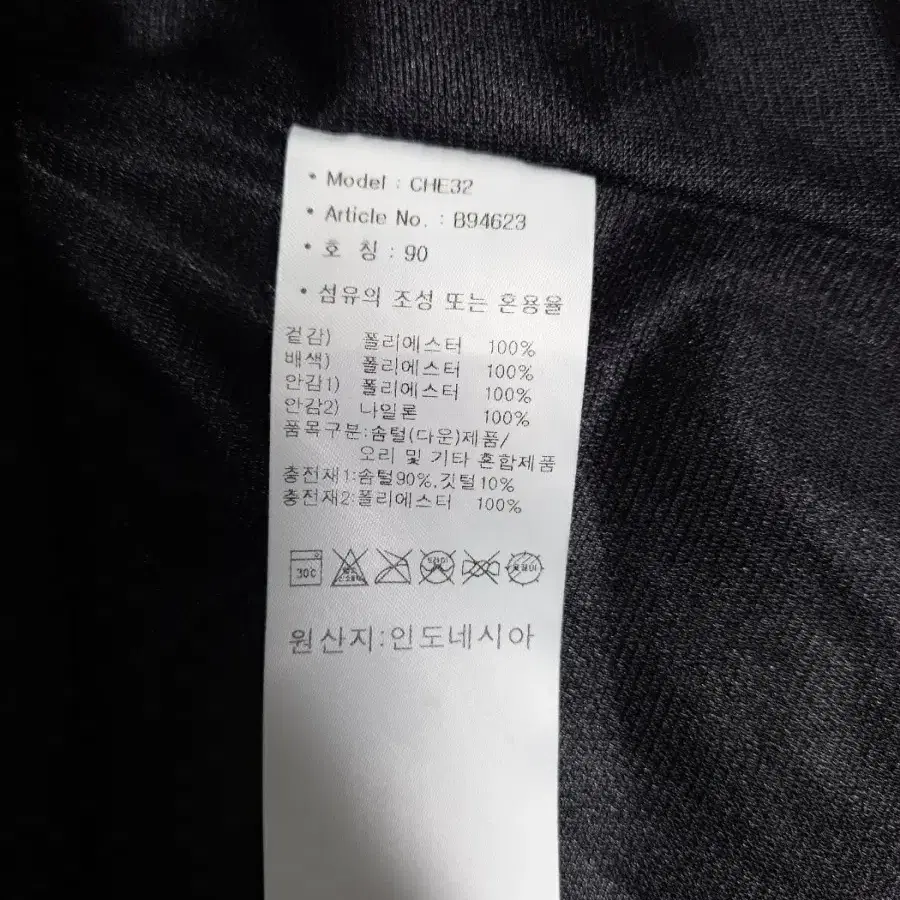 • Model : CHE32
• Article No. : B94623
• 호 칭 : 90
• 섬유의 조성 또는 혼용율
겉감) 폴리에스터 100%
배색) 폴리에스터 100%
안감1) 폴리에스터 100%
안감2) 나일론 100%
품목구분:솜털(다운)제품/
오리 및 기타 혼합제품
충전재1:솜털90%,깃털10%
충전재2:폴리에스터 100%
30℃ 드라이
원산지:인도네시아